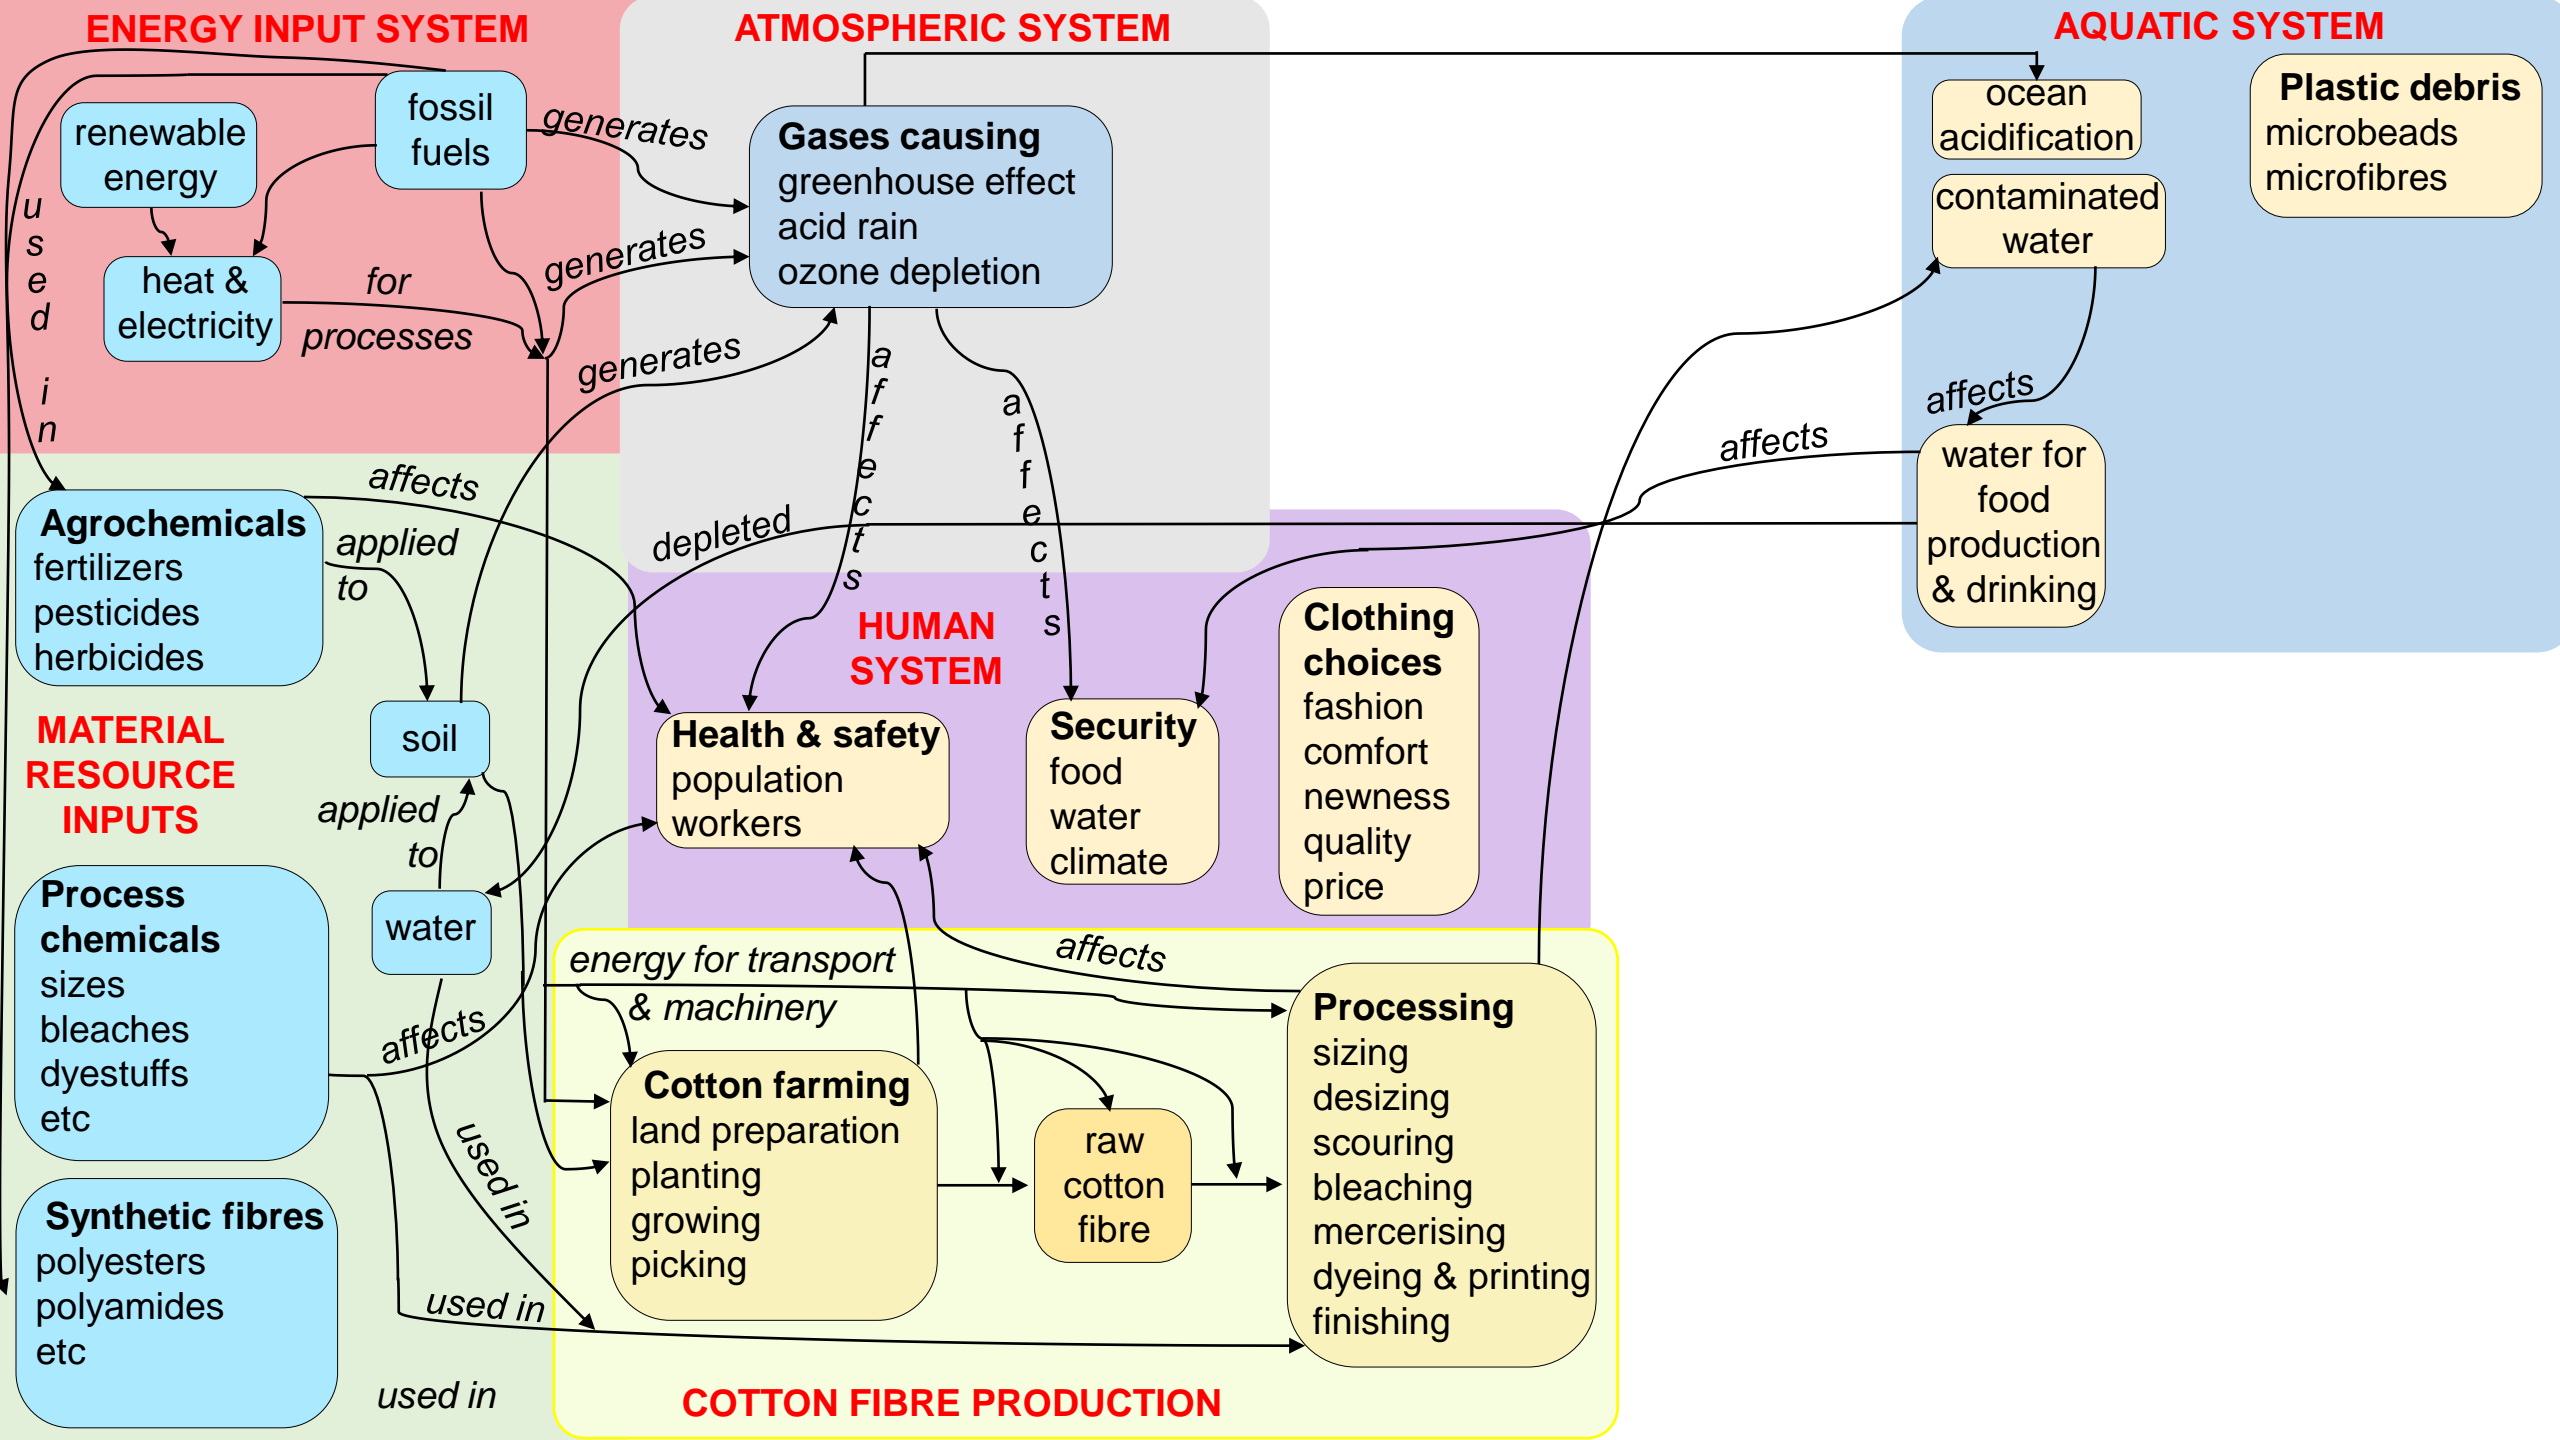 ENERGY INPUT SYSTEM
fossil
fuels
renewable
energy
heat &
electricity
for
processes
used in
generates
generates
generates
ATMOSPHERIC SYSTEM
Gases causing
greenhouse effect
acid rain
ozone depletion
affects
affects
AQUATIC SYSTEM
ocean
acidification
contaminated
water
Plastic debris
microbeads
microfibres
affects
affects
water for
food
production
& drinking
depleted
affects
Agrochemicals
fertilizers
pesticides
herbicides
applied
to
soil
MATERIAL
RESOURCE
INPUTS
applied
to
water
Process
chemicals
sizes
bleaches
dyestuffs
etc
affects
used in
Synthetic fibres
polyesters
polyamides
etc
used in
used in
HUMAN
SYSTEM
Health & safety
population
workers
Security
food
water
climate
Clothing
choices
fashion
comfort
newness
quality
price
energy for transport
& machinery
affects
Cotton farming
land preparation
planting
growing
picking
raw
cotton
fibre
Processing
sizing
desizing
scouring
bleaching
mercerising
dyeing & printing
finishing
COTTON FIBRE PRODUCTION